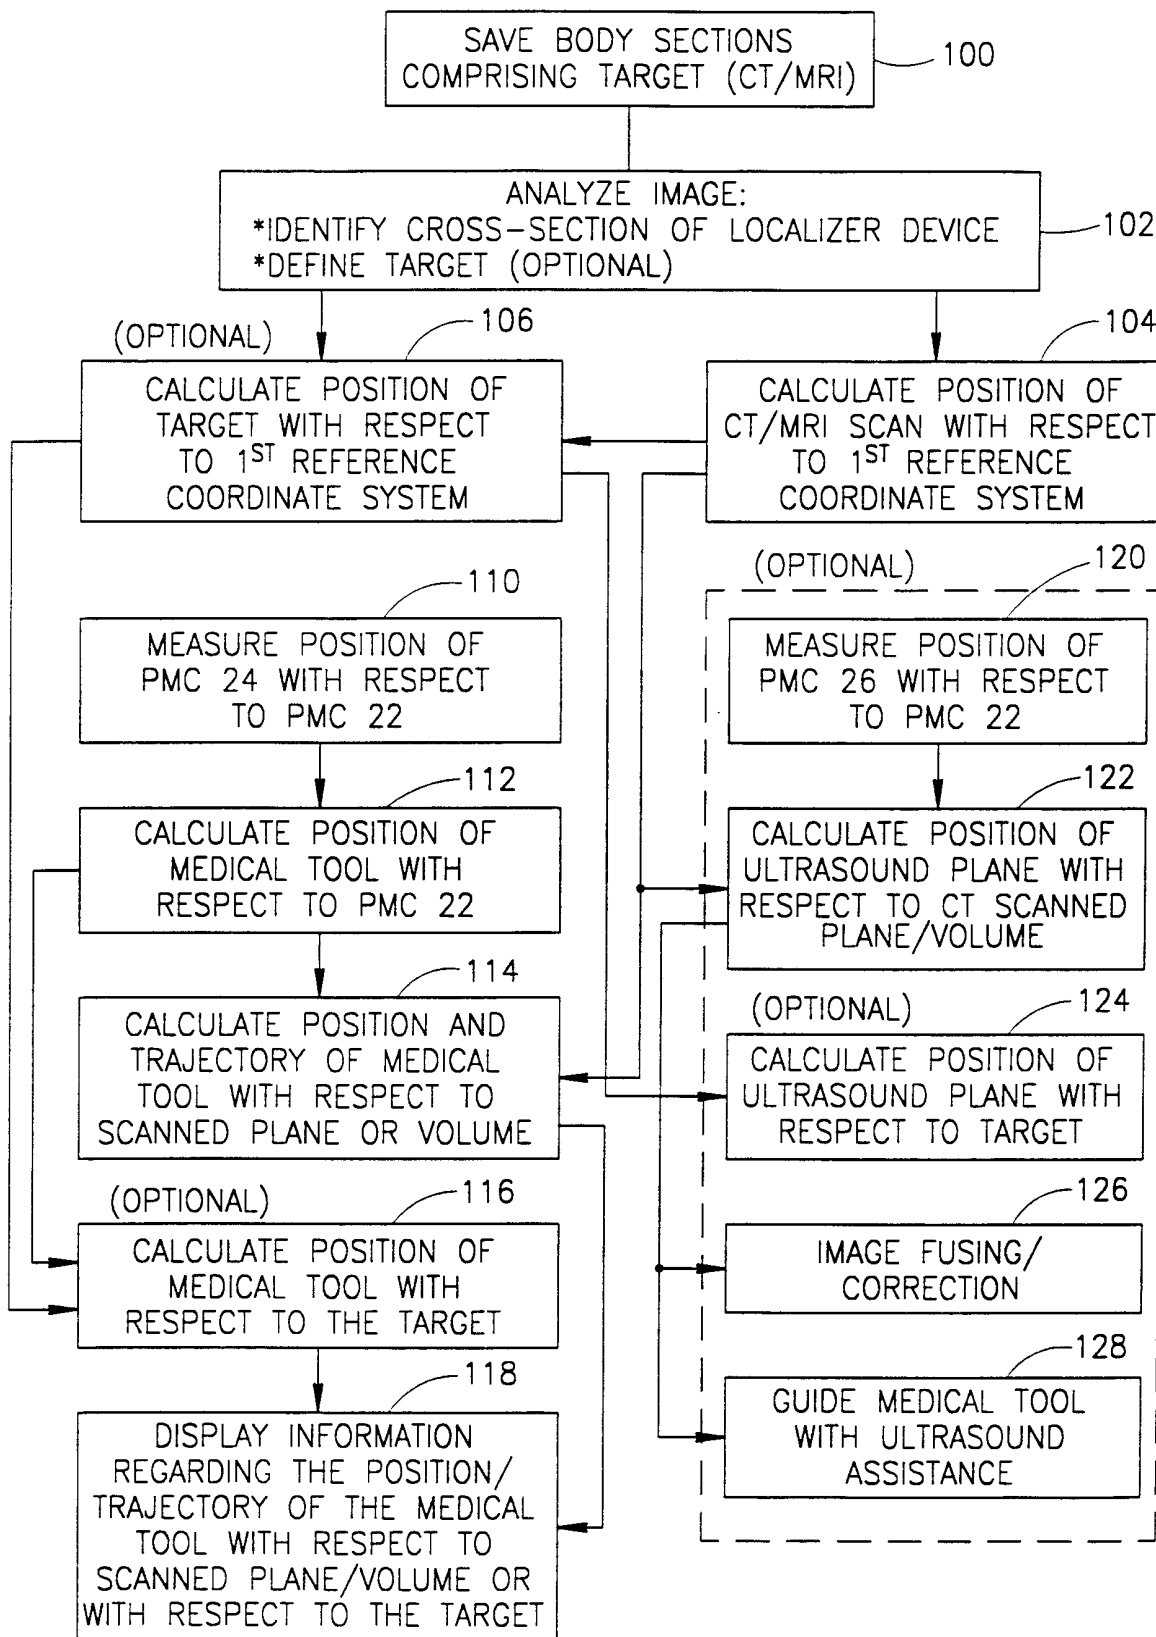 SAVE BODY SECTIONS
COMPRISING TARGET (CT/MRI)
100
ANALYZE IMAGE:
*IDENTIFY CROSS-SECTION OF LOCALIZER DEVICE
*DEFINE TARGET (OPTIONAL)
102
(OPTIONAL)
106
CALCULATE POSITION OF
TARGET WITH RESPECT
TO 1ST REFERENCE
COORDINATE SYSTEM
104
CALCULATE POSITION OF
CT/MRI SCAN WITH RESPECT
TO 1ST REFERENCE
COORDINATE SYSTEM
110
MEASURE POSITION OF
PMC 24 WITH RESPECT
TO PMC 22
112
CALCULATE POSITION OF
MEDICAL TOOL WITH
RESPECT TO PMC 22
114
CALCULATE POSITION AND
TRAJECTORY OF MEDICAL
TOOL WITH RESPECT TO
SCANNED PLANE OR VOLUME
(OPTIONAL)
116
CALCULATE POSITION OF
MEDICAL TOOL WITH
RESPECT TO THE TARGET
118
DISPLAY INFORMATION
REGARDING THE POSITION/
TRAJECTORY OF THE MEDICAL
TOOL WITH RESPECT TO
SCANNED PLANE/VOLUME OR
WITH RESPECT TO THE TARGET
(OPTIONAL)
120
MEASURE POSITION OF
PMC 26 WITH RESPECT
TO PMC 22
122
CALCULATE POSITION OF
ULTRASOUND PLANE WITH
RESPECT TO CT SCANNED
PLANE/VOLUME
(OPTIONAL)
124
CALCULATE POSITION OF
ULTRASOUND PLANE WITH
RESPECT TO TARGET
126
IMAGE FUSING/
CORRECTION
128
GUIDE MEDICAL TOOL
WITH ULTRASOUND
ASSISTANCE